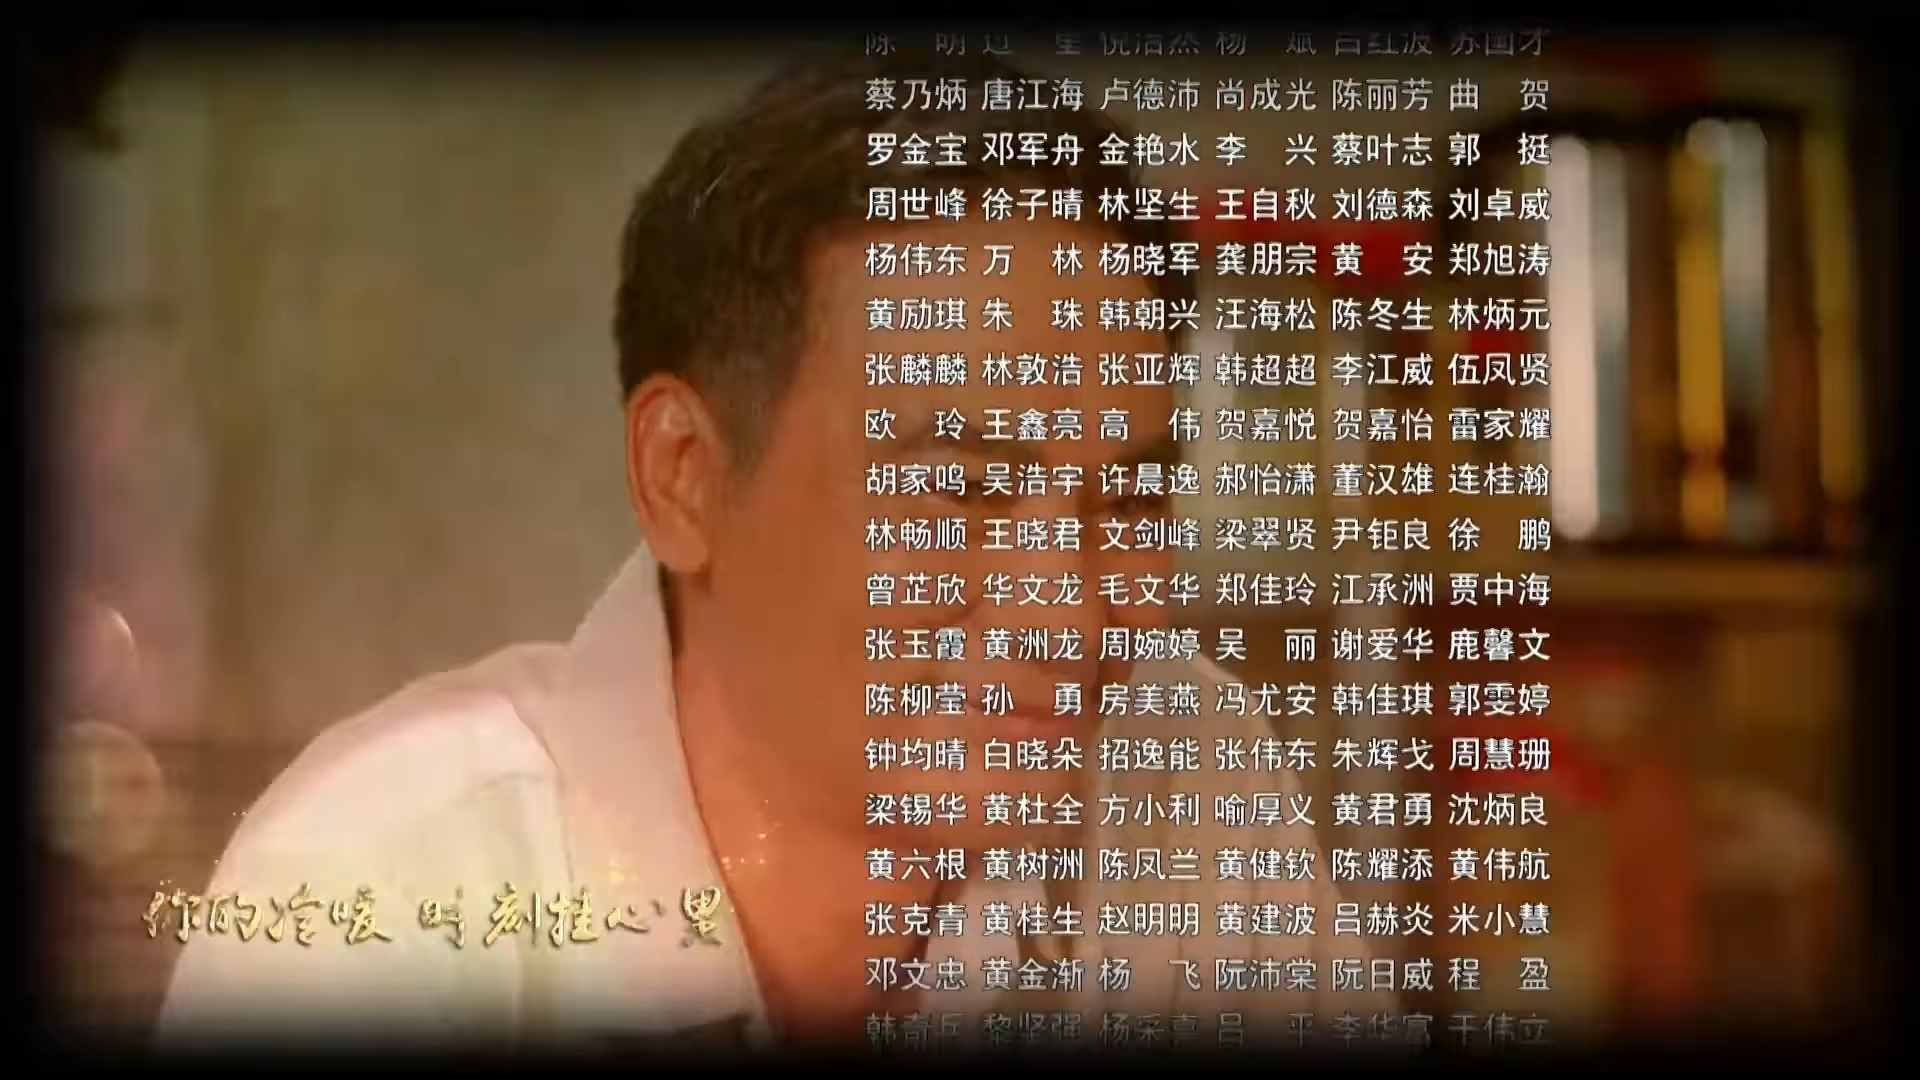 蔡乃炳 唐江海 卢德沛 尚成光 陈丽芳 曲　贺
罗金宝 邓军舟 金艳水 李　兴 蔡叶志 郭　挺
周世峰 徐子晴 林坚生 王自秋 刘德森 刘卓威
杨伟东 万　林 杨晓军 龚朋宗 黄　安 郑旭涛
黄励琪 朱　珠 韩朝兴 汪海松 陈冬生 林炳元
张麟麟 林敦浩 张亚辉 韩超超 李江威 伍凤贤
欧　玲 王鑫亮 高　伟 贺嘉悦 贺嘉怡 雷家耀
胡家鸣 吴浩宇 许晨逸 郝怡潇 董汉雄 连桂瀚
林畅顺 王晓君 文剑峰 梁翠贤 尹钜良 徐　鹏
曾芷欣 华文龙 毛文华 郑佳玲 江承洲 贾中海
张玉霞 黄洲龙 周婉婷 吴　丽 谢爱华 鹿馨文
陈柳莹 孙　勇 房美燕 冯尤安 韩佳琪 郭雯婷
钟均晴 白晓朵 招逸能 张伟东 朱辉戈 周慧珊
梁锡华 黄杜全 方小利 喻厚义 黄君勇 沈炳良
黄六根 黄树洲 陈凤兰 黄健钦 陈耀添 黄伟航
张克青 黄桂生 赵明明 黄建波 吕赫炎 米小慧
邓文忠 黄金渐 杨　飞 阮沛棠 阮日威 程　盈
你的冷暖 时刻挂心里